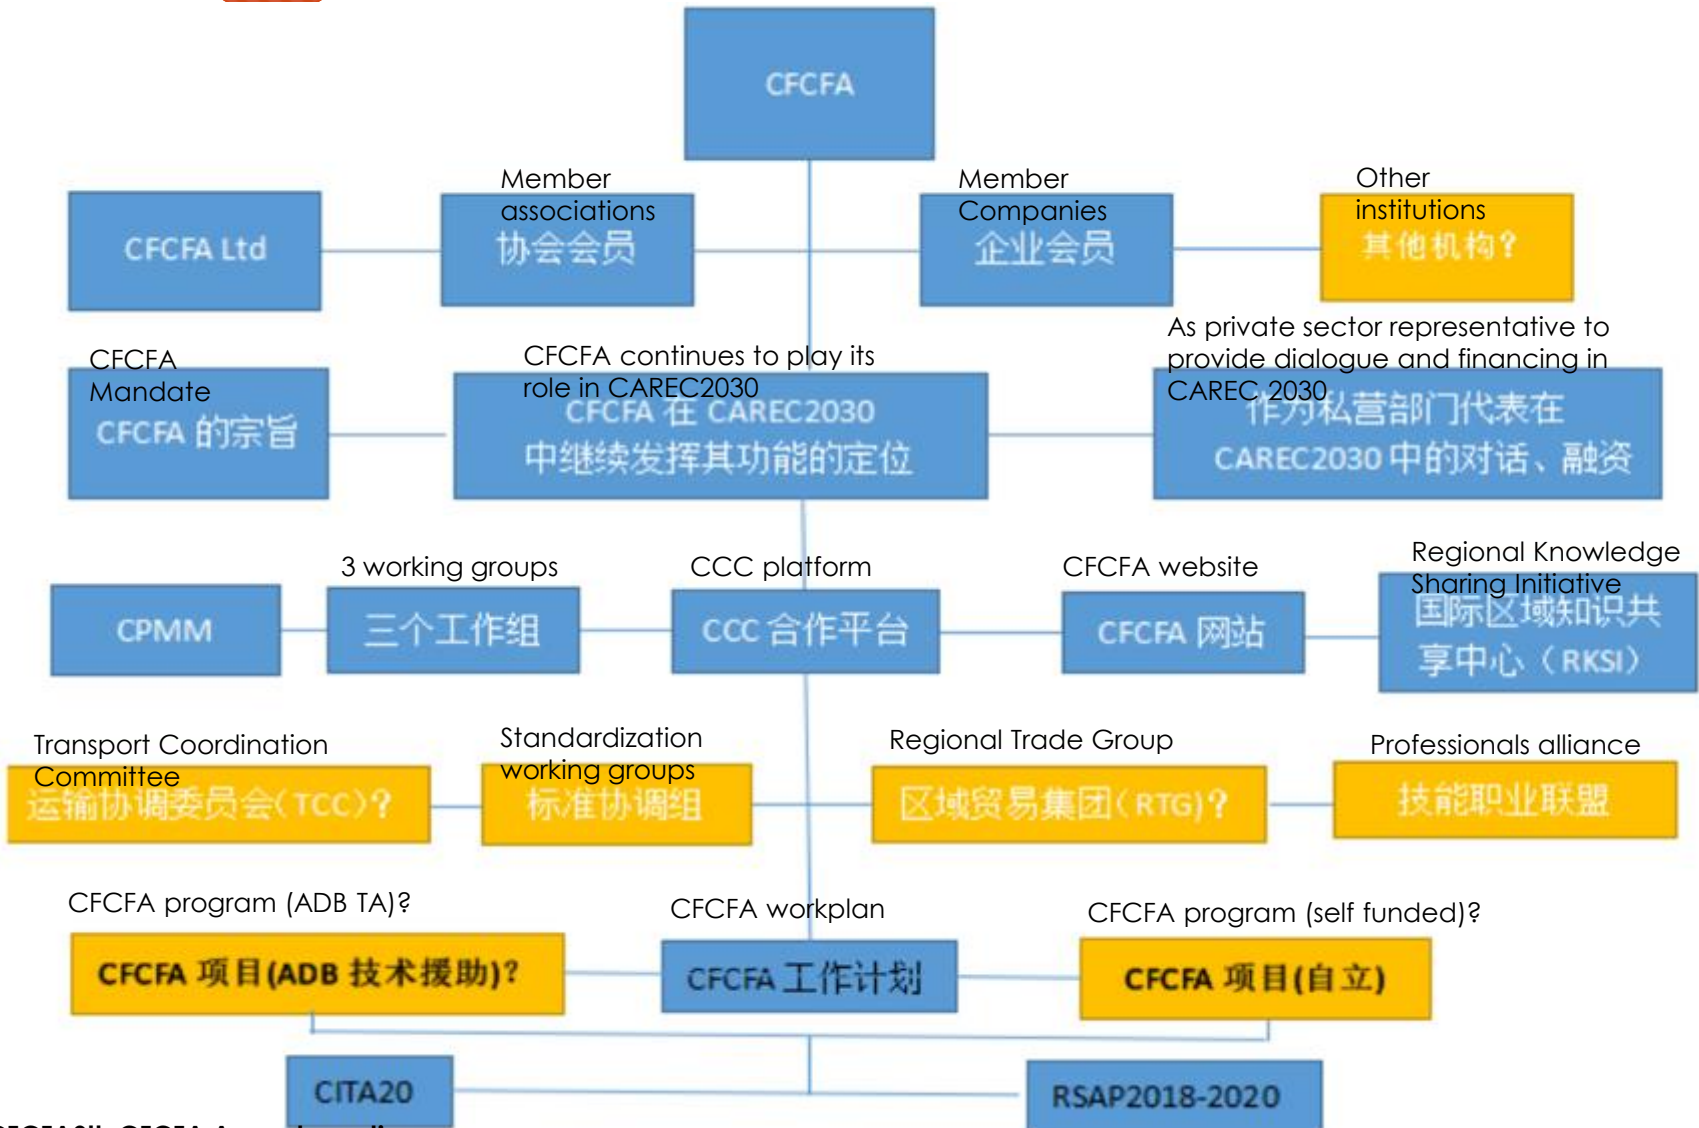 CFCFA
Member
associations
Member
Companies
Other
institutions
CFCFA Ltd
协会会员
企业会员
其他机构?
CFCFA
Mandate
CFCFA continues to play its
role in CAREC2030
As private sector representative to
provide dialogue and financing in
CAREC 2030
CFCFA 的宗旨
CFCFA 在 CAREC2030
中继续发挥其功能的定位
作为私营部门代表在
CAREC2030 中的对话、融资
3 working groups
CCC platform
CFCFA website
Regional Knowledge
Sharing Initiative
CPMM
三个工作组
CCC 合作平台
CFCFA 网站
国际区域知识共
享中心（RKSI）
Transport Coordination
Committee
Standardization
working groups
Regional Trade Group
Professionals alliance
运输协调委员会(TCC)?
标准协调组
区域贸易集团(RTG)?
技能职业联盟
CFCFA program (ADB TA)?
CFCFA workplan
CFCFA program (self funded)?
CFCFA 项目(ADB 技术援助)?
CFCFA 工作计划
CFCFA 项目(自立)
CITA20
RSAP2018-2020